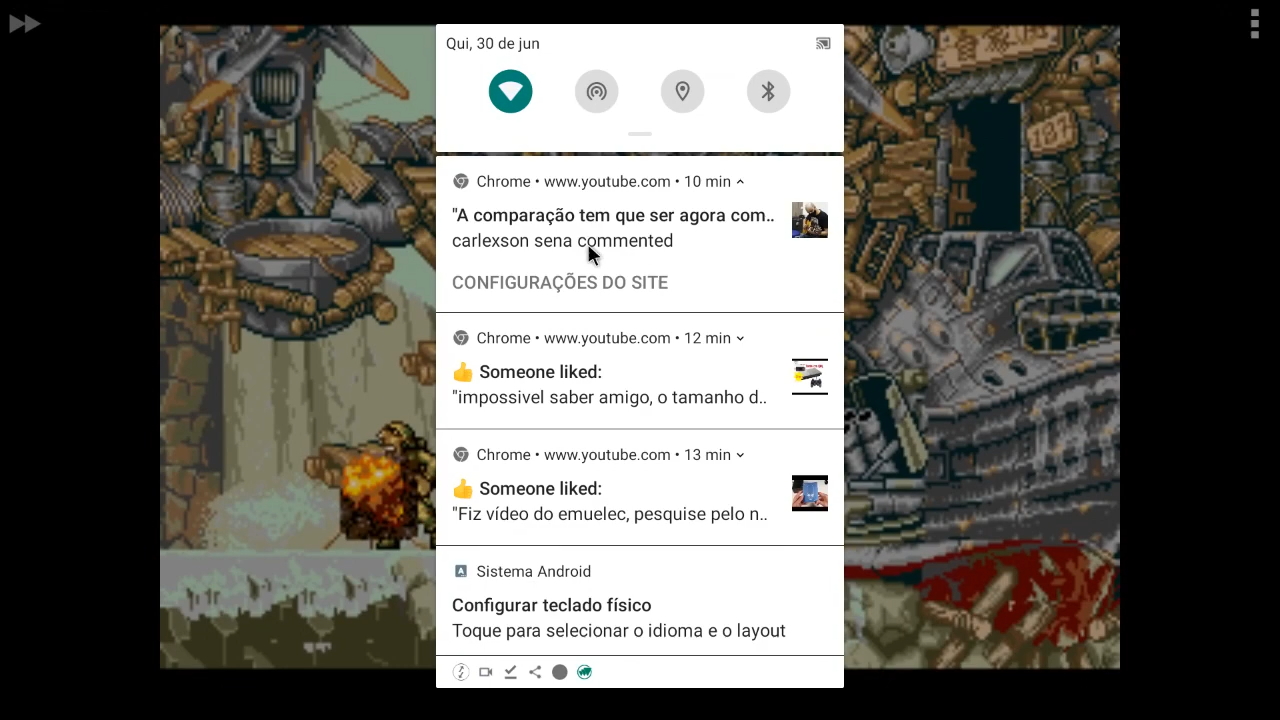 Qui, 30 de jun
Chrome • www.youtube.com • 10 min
"A comparação tem que ser agora com..
carlexson sena commented
CONFIGURAÇÕES DO SITE
Chrome • www.youtube.com • 12 min
👍 Someone liked:
"impossivel saber amigo, o tamanho d..
Chrome • www.youtube.com • 13 min
👍 Someone liked:
"Fiz vídeo do emuelec, pesquise pelo n..
Sistema Android
Configurar teclado físico
Toque para selecionar o idioma e o layout